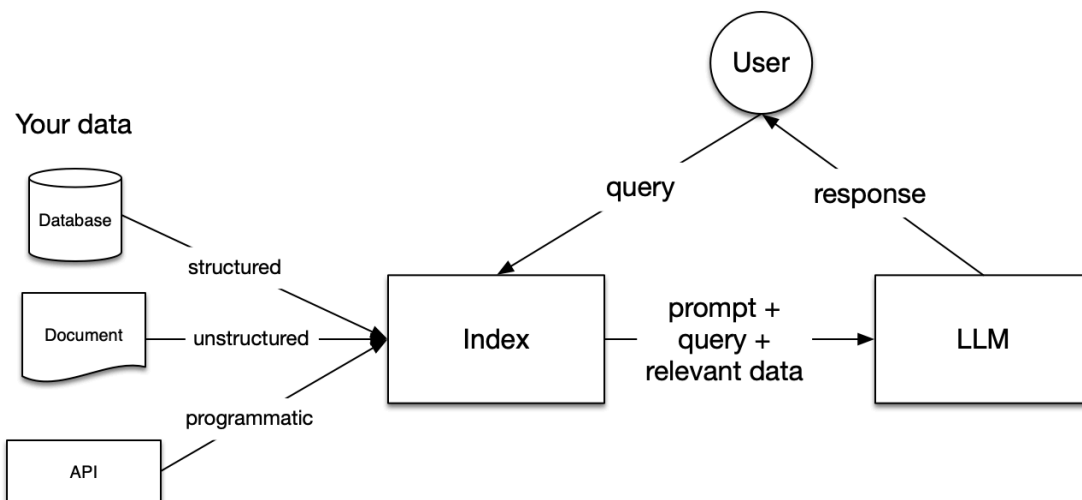 User
Your data
Database
query
response
structured
Document
unstructured
Index
prompt +
query +
relevant data
LLM
programmatic
API